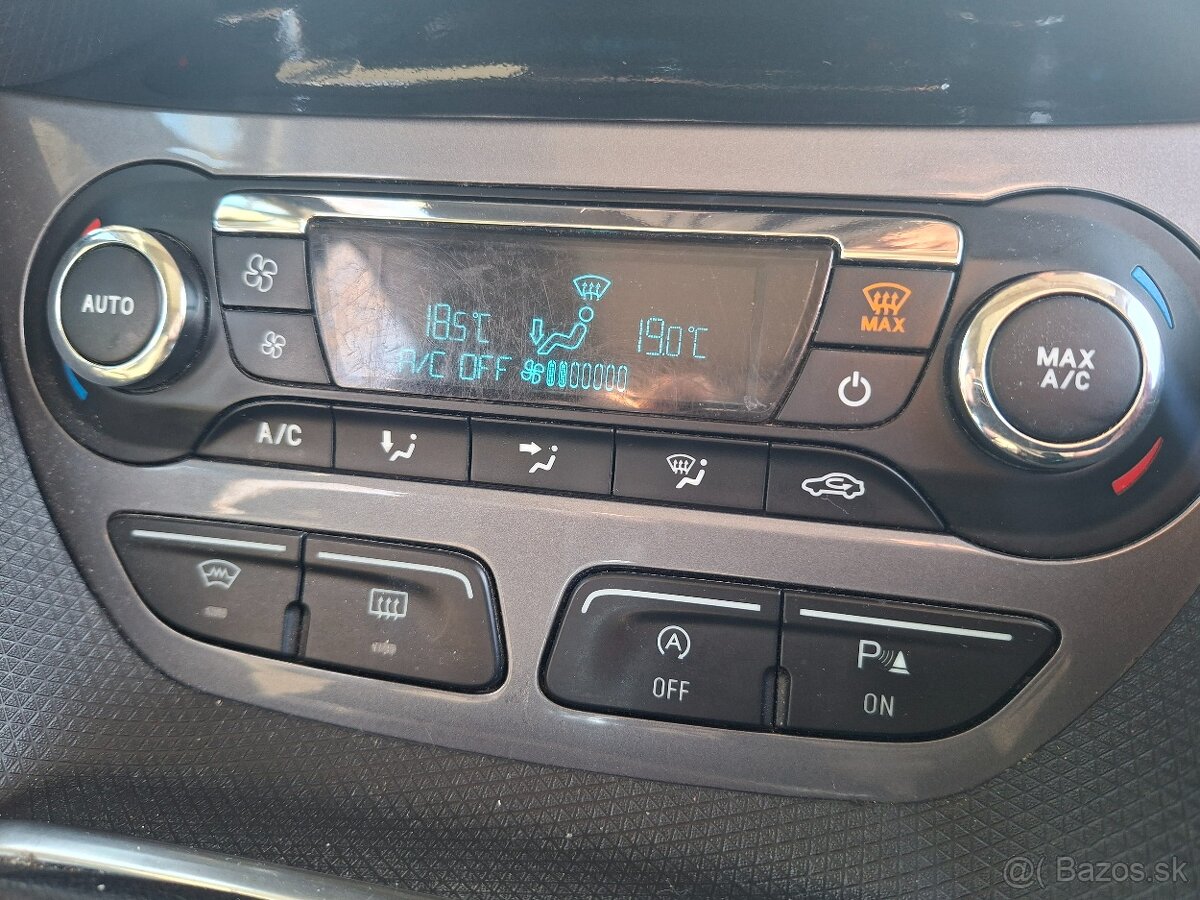 AUTO
18.5°C
19.0°C
A/C OFF
MAX
MAX
A/C
A/C
A
OFF
P
ON
@( Bazos.sk